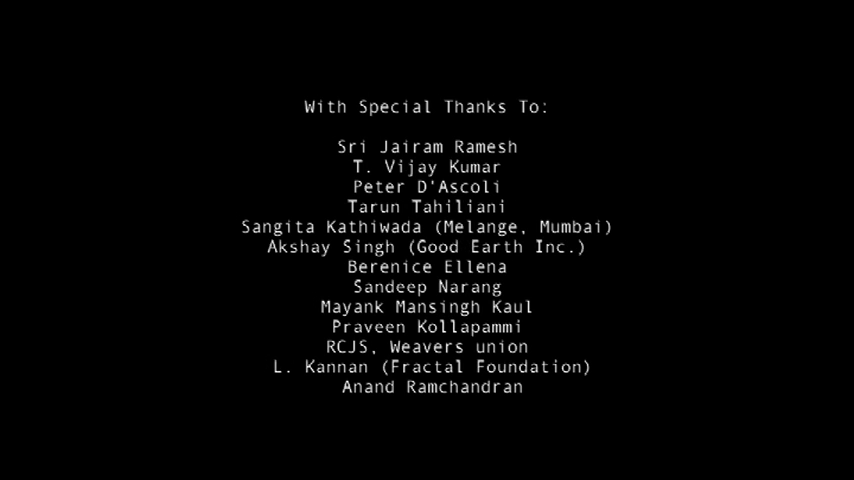 With Special Thanks To:
Sri Jairam Ramesh
T. Vijay Kumar
Peter D'Ascoli
Tarun Tahiliani
Sangita Kathiwada (Melange, Mumbai)
Akshay Singh (Good Earth Inc.)
Berenice Ellena
Sandeep Narang
Mayank Mansingh Kaul
Praveen Kollapammi
RCJS, Weavers union
L. Kannan (Fractal Foundation)
Anand Ramchandran